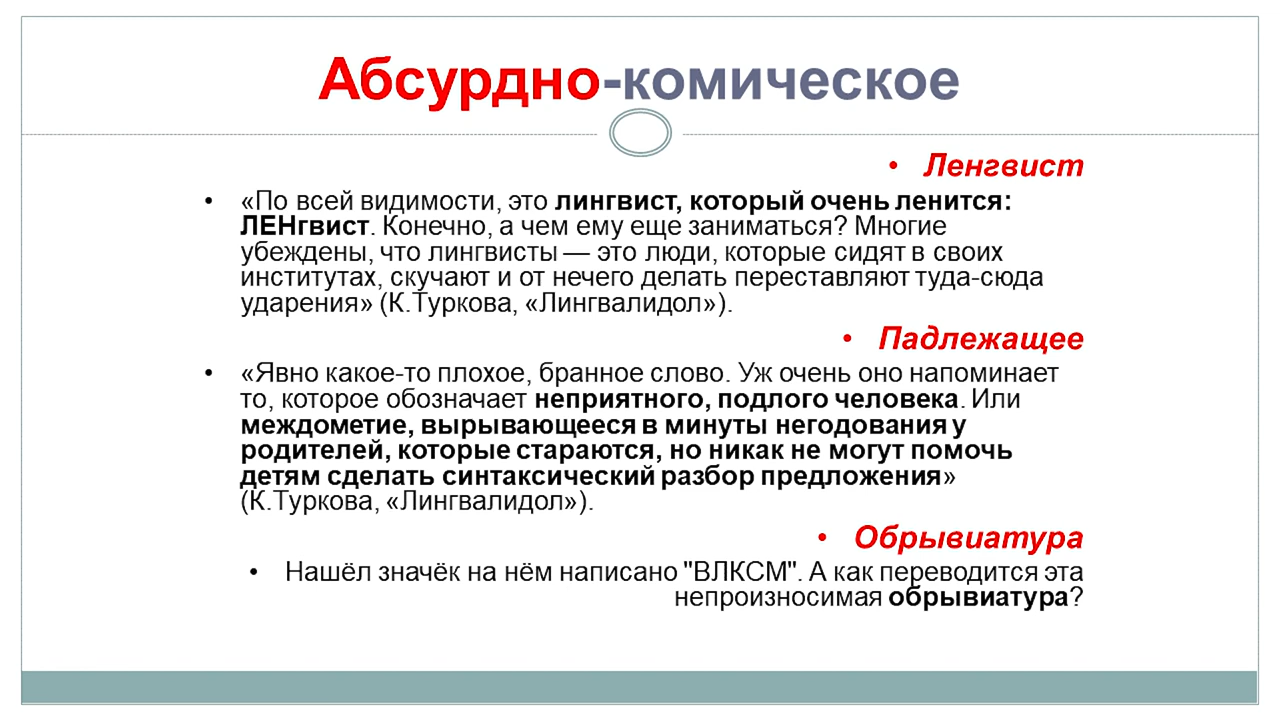 Абсурдно-комическое
• Ленгвист
• «По всей видимости, это лингвист, который очень ленится:
ЛЕНгвист. Конечно, а чем ему еще заниматься? Многие
убеждены, что лингвисты — это люди, которые сидят в своих
институтах, скучают и от нечего делать переставляют туда-сюда
ударения» (К.Туркова, «Лингвалидол»).
• Падлежащее
• «Явно какое-то плохое, бранное слово. Уж очень оно напоминает
то, которое обозначает неприятного, подлого человека. Или
междометие, вырывающееся в минуты негодования у
родителей, которые стараются, но никак не могут помочь
детям сделать синтаксический разбор предложения»
(К.Туркова, «Лингвалидол»).
• Обрывиатура
• Нашёл значёк на нём написано "ВЛКСМ". А как переводится эта
непроизносимая обрывиатура?